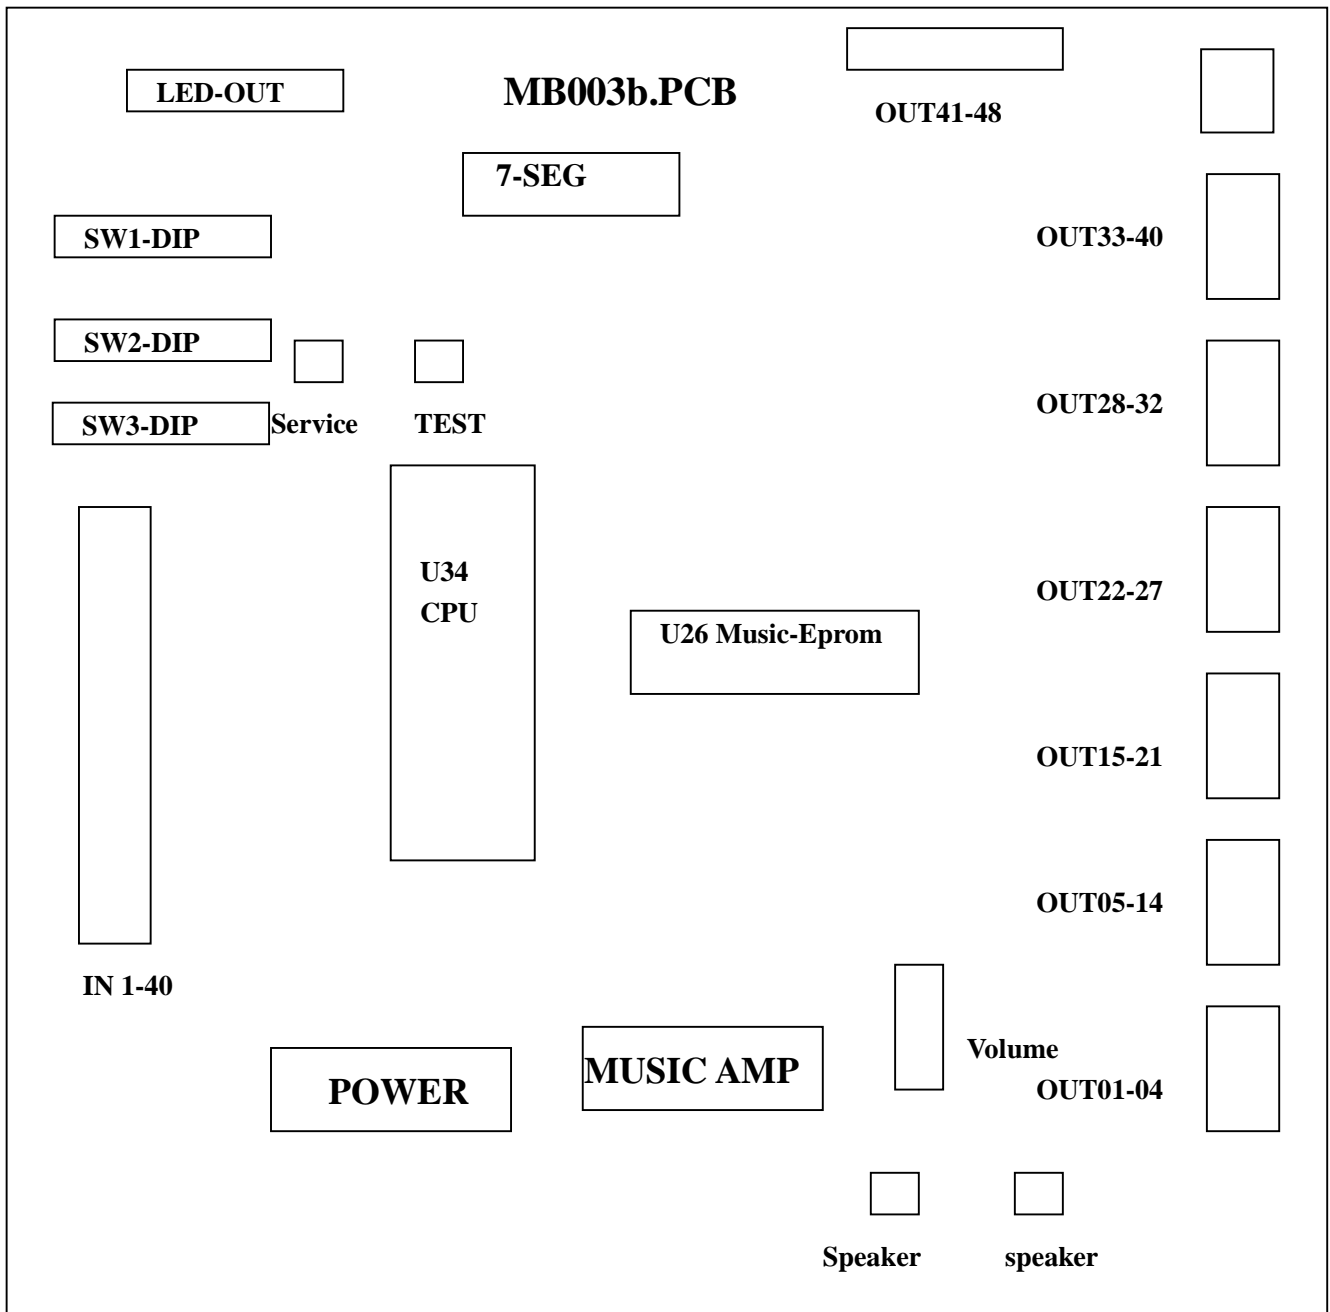 LED-OUT
MB003b.PCB
OUT41-48
7-SEG
SW1-DIP
OUT33-40
SW2-DIP
SW3-DIP
Service
TEST
OUT28-32
U34
CPU
OUT22-27
U26 Music-Eprom
OUT15-21
OUT05-14
IN 1-40
Volume
MUSIC AMP
POWER
OUT01-04
Speaker
speaker